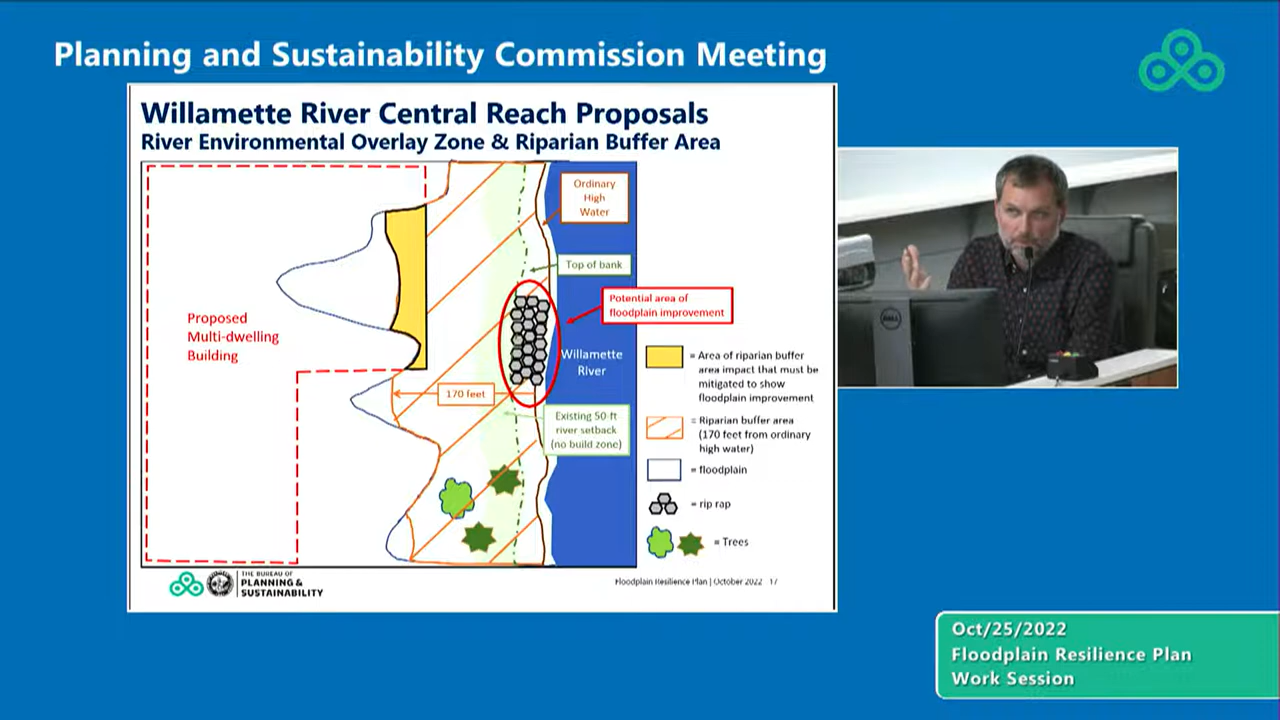 Planning and Sustainability Commission Meeting
Willamette River Central Reach Proposals
River Environmental Overlay Zone & Riparian Buffer Area
Ordinary
High
Water
Top of bank
Potential area of
floodplain improvement
Proposed
Multi-dwelling
Building
Willamette
River
170 feet
Existing 50-ft
river setback
(no build zone)
= Area of riparian buffer
area impact that must be
mitigated to show
floodplain improvement
= Riparian buffer area
(170 feet from ordinary
high water)
= floodplain
= rip rap
= Trees
THE BUREAU OF
PLANNING &
SUSTAINABILITY
Floodplain Resilience Plan | October 2022 17
DELL
Oct/25/2022
Floodplain Resilience Plan
Work Session